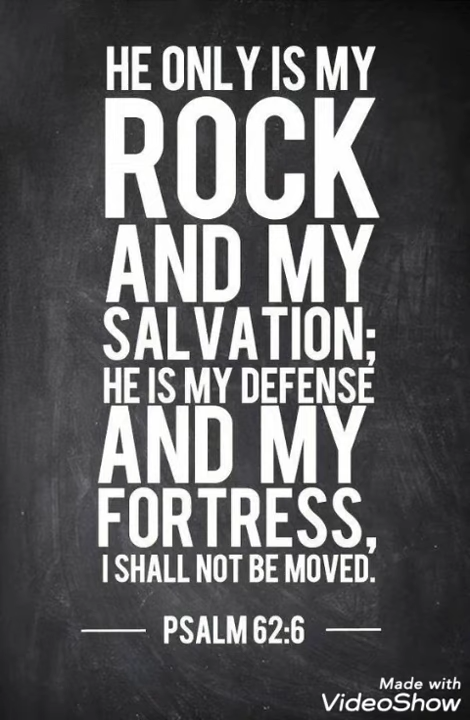 HE ONLY IS MY
ROCK
AND MY
SALVATION;
HE IS MY DEFENSE
AND MY
FORTRESS,
I SHALL NOT BE MOVED.
PSALM 62:6
Made with
VideoShow